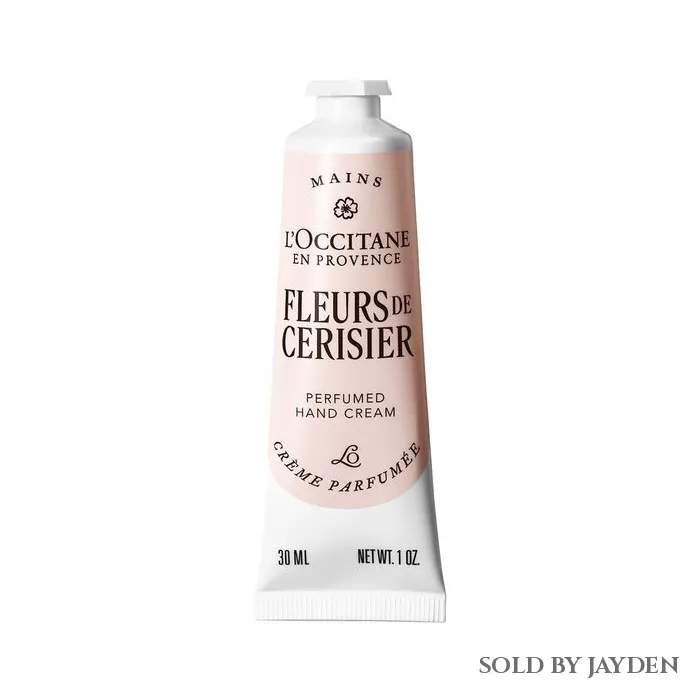 MAINS
L'OCCITANE
EN PROVENCE
FLEURS DE
CERISIER
PERFUMED
HAND CREAM
LO
CRÈME PARFUMÉE
30 ML NET WT. 1 OZ.
SOLD BY JAYDEN